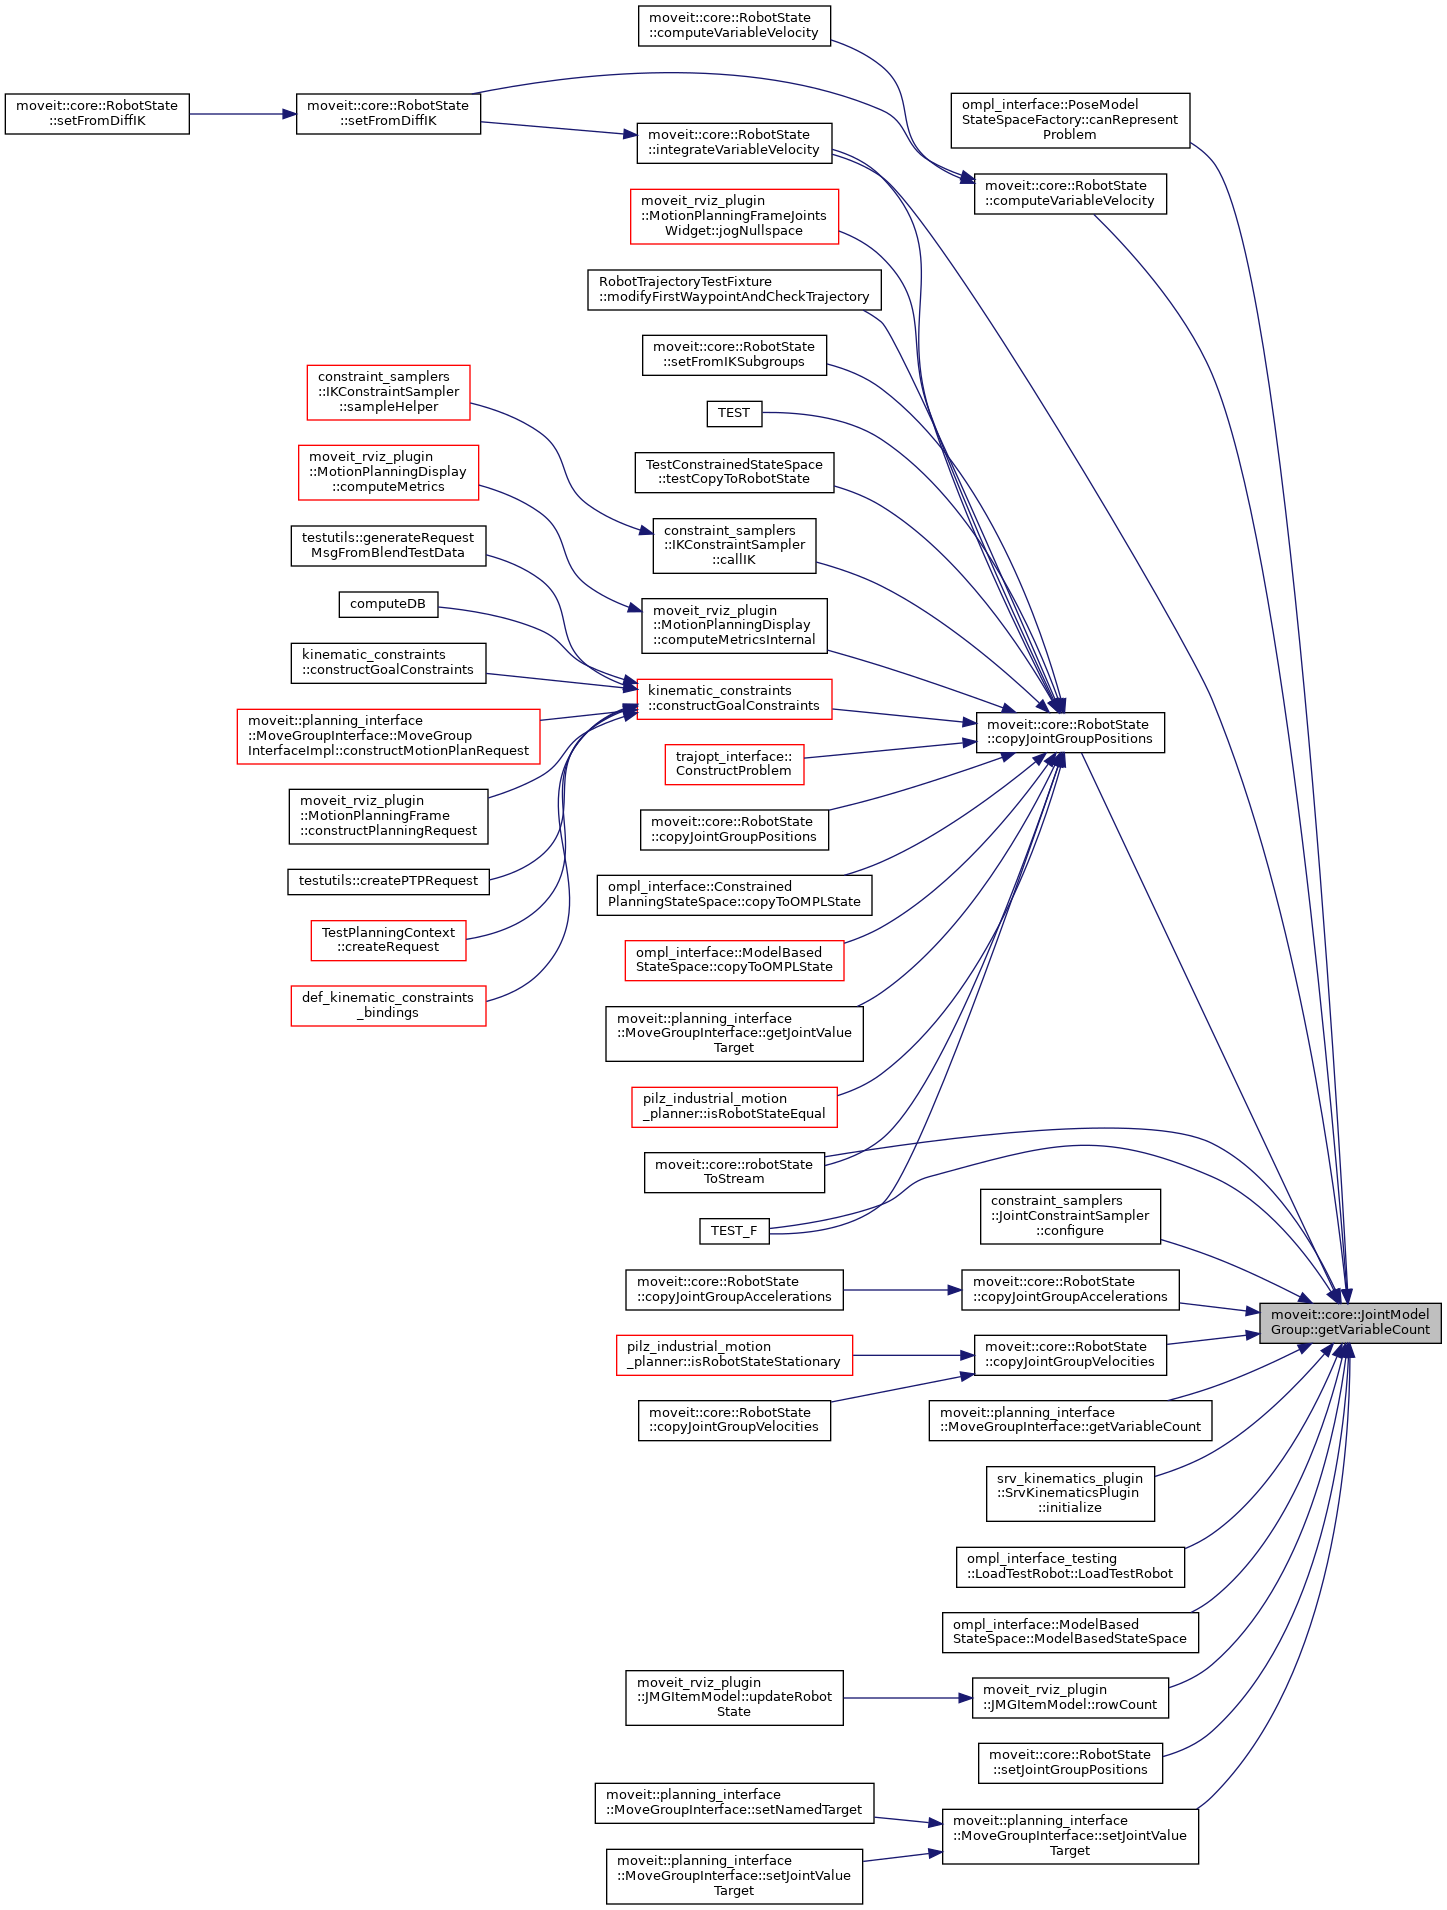 moveit::core::RobotState
::computeVariableVelocity
moveit::core::RobotState
::setFromDiffIK
moveit::core::RobotState
::setFromDiffIK
moveit::core::RobotState
::integrateVariableVelocity
ompl_interface::PoseModel
StateSpaceFactory::canRepresent
Problem
moveit::core::RobotState
::computeVariableVelocity
moveit_rviz_plugin
::MotionPlanningFrameJoints
Widget::jogNullspace
RobotTrajectoryTestFixture
::modifyFirstWaypointAndCheckTrajectory
moveit::core::RobotState
::setFromIKSubgroups
TEST
TestConstrainedStateSpace
::testCopyToRobotState
constraint_samplers
::IKConstraintSampler
::sampleHelper
moveit_rviz_plugin
::MotionPlanningDisplay
::computeMetrics
testutils::generateRequest
MsgFromBlendTestData
computeDB
kinematic_constraints
::constructGoalConstraints
moveit::planning_interface
::MoveGroupInterface::MoveGroup
InterfaceImpl::constructMotionPlanRequest
moveit_rviz_plugin
::MotionPlanningFrame
::constructPlanningRequest
testutils::createPTPRequest
TestPlanningContext
::createRequest
def_kinematic_constraints
_bindings
constraint_samplers
::IKConstraintSampler
::callIK
moveit_rviz_plugin
::MotionPlanningDisplay
::computeMetricsInternal
kinematic_constraints
::constructGoalConstraints
trajopt_interface::
ConstructProblem
moveit::core::RobotState
::copyJointGroupPositions
moveit::core::RobotState
::copyJointGroupPositions
ompl_interface::Constrained
PlanningStateSpace::copyToOMPLState
ompl_interface::ModelBased
StateSpace::copyToOMPLState
moveit::planning_interface
::MoveGroupInterface::getJointValue
Target
pilz_industrial_motion
_planner::isRobotStateEqual
moveit::core::robotState
ToStream
TEST_F
constraint_samplers
::JointConstraintSampler
::configure
moveit::core::RobotState
::copyJointGroupAccelerations
moveit::core::RobotState
::copyJointGroupAccelerations
moveit::core::JointModel
Group::getVariableCount
pilz_industrial_motion
_planner::isRobotStateStationary
moveit::core::RobotState
::copyJointGroupVelocities
moveit::core::RobotState
::copyJointGroupVelocities
moveit::planning_interface
::MoveGroupInterface::getVariableCount
srv_kinematics_plugin
::SrvKinematicsPlugin
::initialize
ompl_interface_testing
::LoadTestRobot::LoadTestRobot
ompl_interface::ModelBased
StateSpace::ModelBasedStateSpace
moveit_rviz_plugin
::JMGItemModel::updateRobot
State
moveit_rviz_plugin
::JMGItemModel::rowCount
moveit::core::RobotState
::setJointGroupPositions
moveit::planning_interface
::MoveGroupInterface::setNamedTarget
moveit::planning_interface
::MoveGroupInterface::setJointValue
Target
moveit::planning_interface
::MoveGroupInterface::setJointValue
Target